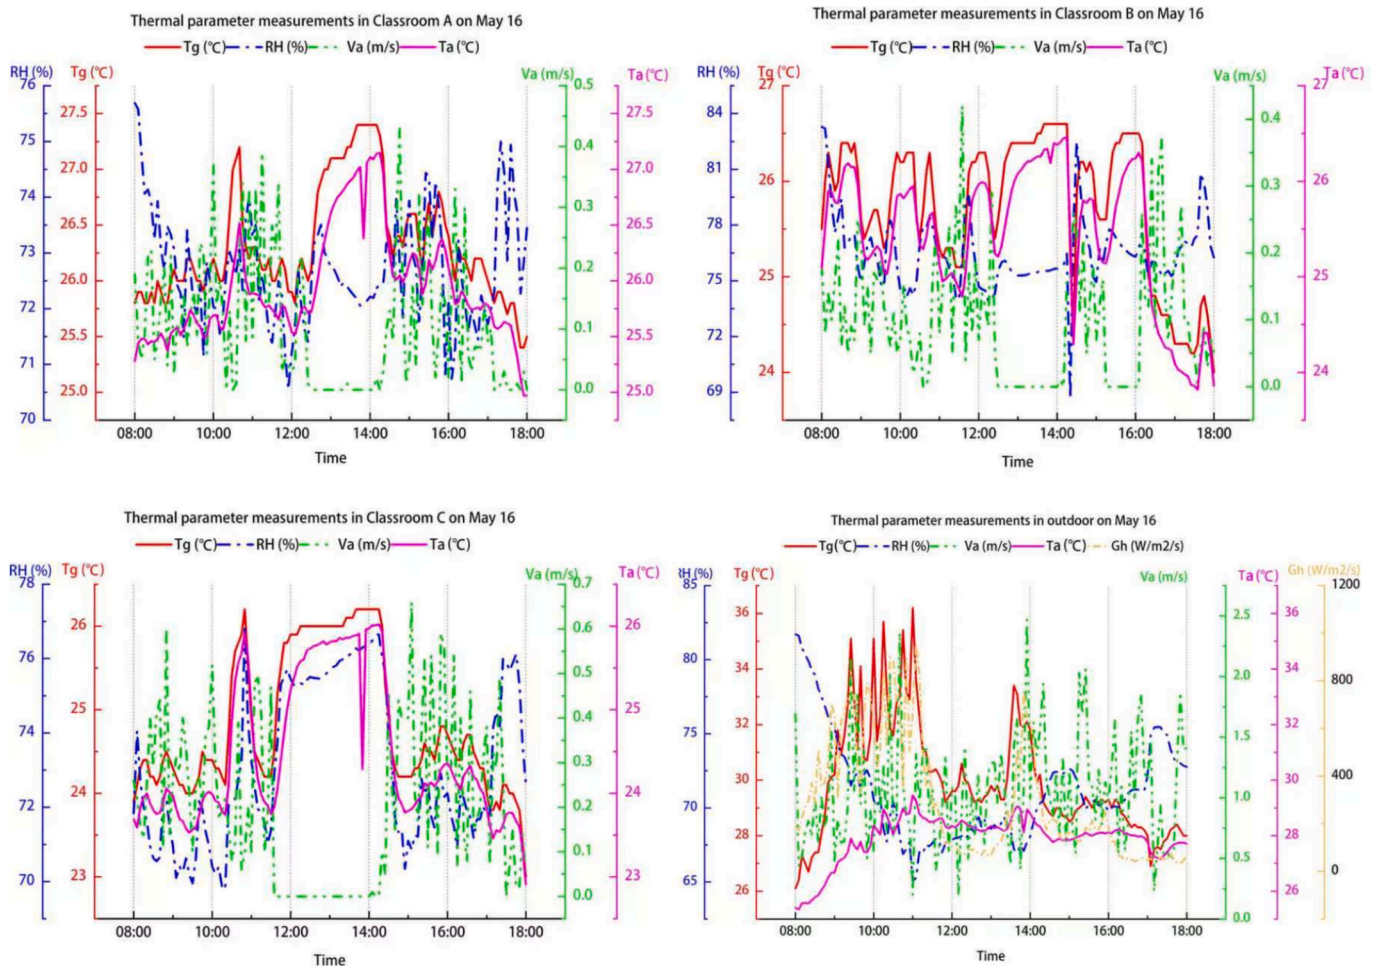 Thermal parameter measurements in Classroom A on May 16
Tg (℃) RH (%) Va (m/s) Ta (℃)
RH (%) Tg (℃) Va (m/s) Ta (℃)
76 75 74 73 72 71 70
27.5 27.0 26.5 26.0 25.5 25.0
0.5 0.4 0.3 0.2 0.1 0.0
27.5 27.0 26.5 26.0 25.5 25.0
08:00 10:00 12:00 14:00 16:00 18:00
Time
Thermal parameter measurements in Classroom B on May 16
Tg (℃) RH (%) Va (m/s) Ta (℃)
RH (%) Tg (℃) Va (m/s) Ta (℃)
84 81 78 75 72 69
27 26 25 24
0.4 0.3 0.2 0.1 0.0
27 26 25 24
08:00 10:00 12:00 14:00 16:00 18:00
Time
Thermal parameter measurements in Classroom C on May 16
Tg (℃) RH (%) Va (m/s) Ta (℃)
RH (%) Tg (℃) Va (m/s) Ta (℃)
78 76 74 72 70
26 25 24 23
0.7 0.6 0.5 0.4 0.3 0.2 0.1 0.0
26 25 24 23
08:00 10:00 12:00 14:00 16:00 18:00
Time
Thermal parameter measurements in outdoor on May 16
Tg(℃) RH (%) Va (m/s) Ta (℃) Gh (W/m2/s)
RH (%) Tg (℃) Va (m/s) Ta (℃) Gh (W/m2/s)
85 80 75 70 65
36 34 32 30 28 26
2.5 2.0 1.5 1.0 0.5 0.0
36 34 32 30 28 26
1200 800 400 0
08:00 10:00 12:00 14:00 16:00 18:00
Time